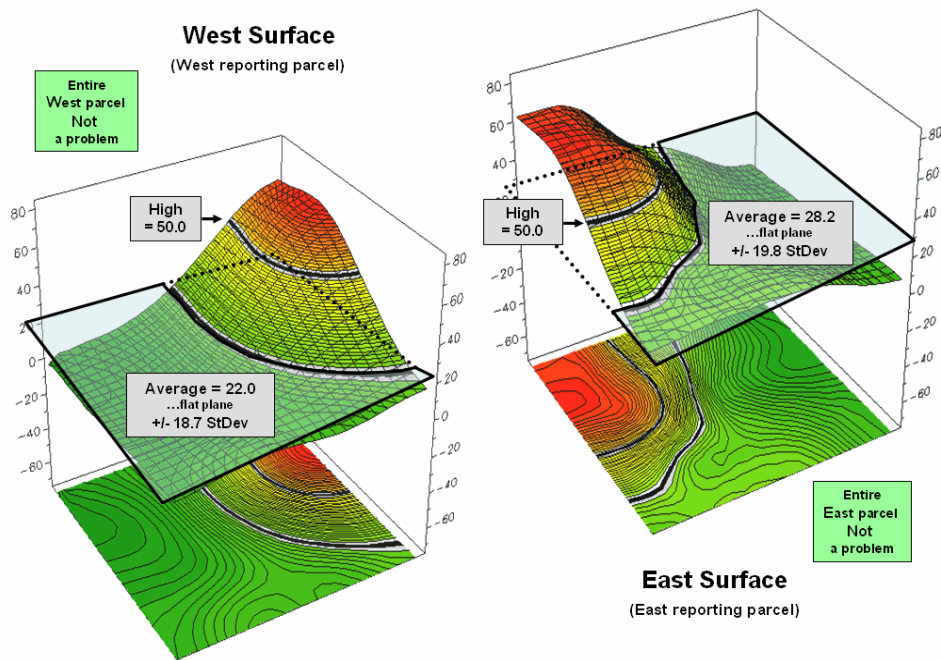 West Surface
(West reporting parcel)
Entire
West parcel
Not
a problem
High
= 50.0
80
60
40
20
0
-20
-40
-60
80
60
40
20
0
-20
-40
-60
Average = 22.0
...flat plane
+/- 18.7 StDev
80
60
40
-20
-40
-60
High
= 50.0
80
60
40
20
0
-20
-40
-60
Average = 28.2
...flat plane
+/- 19.8 StDev
Entire
East parcel
Not
a problem
East Surface
(East reporting parcel)